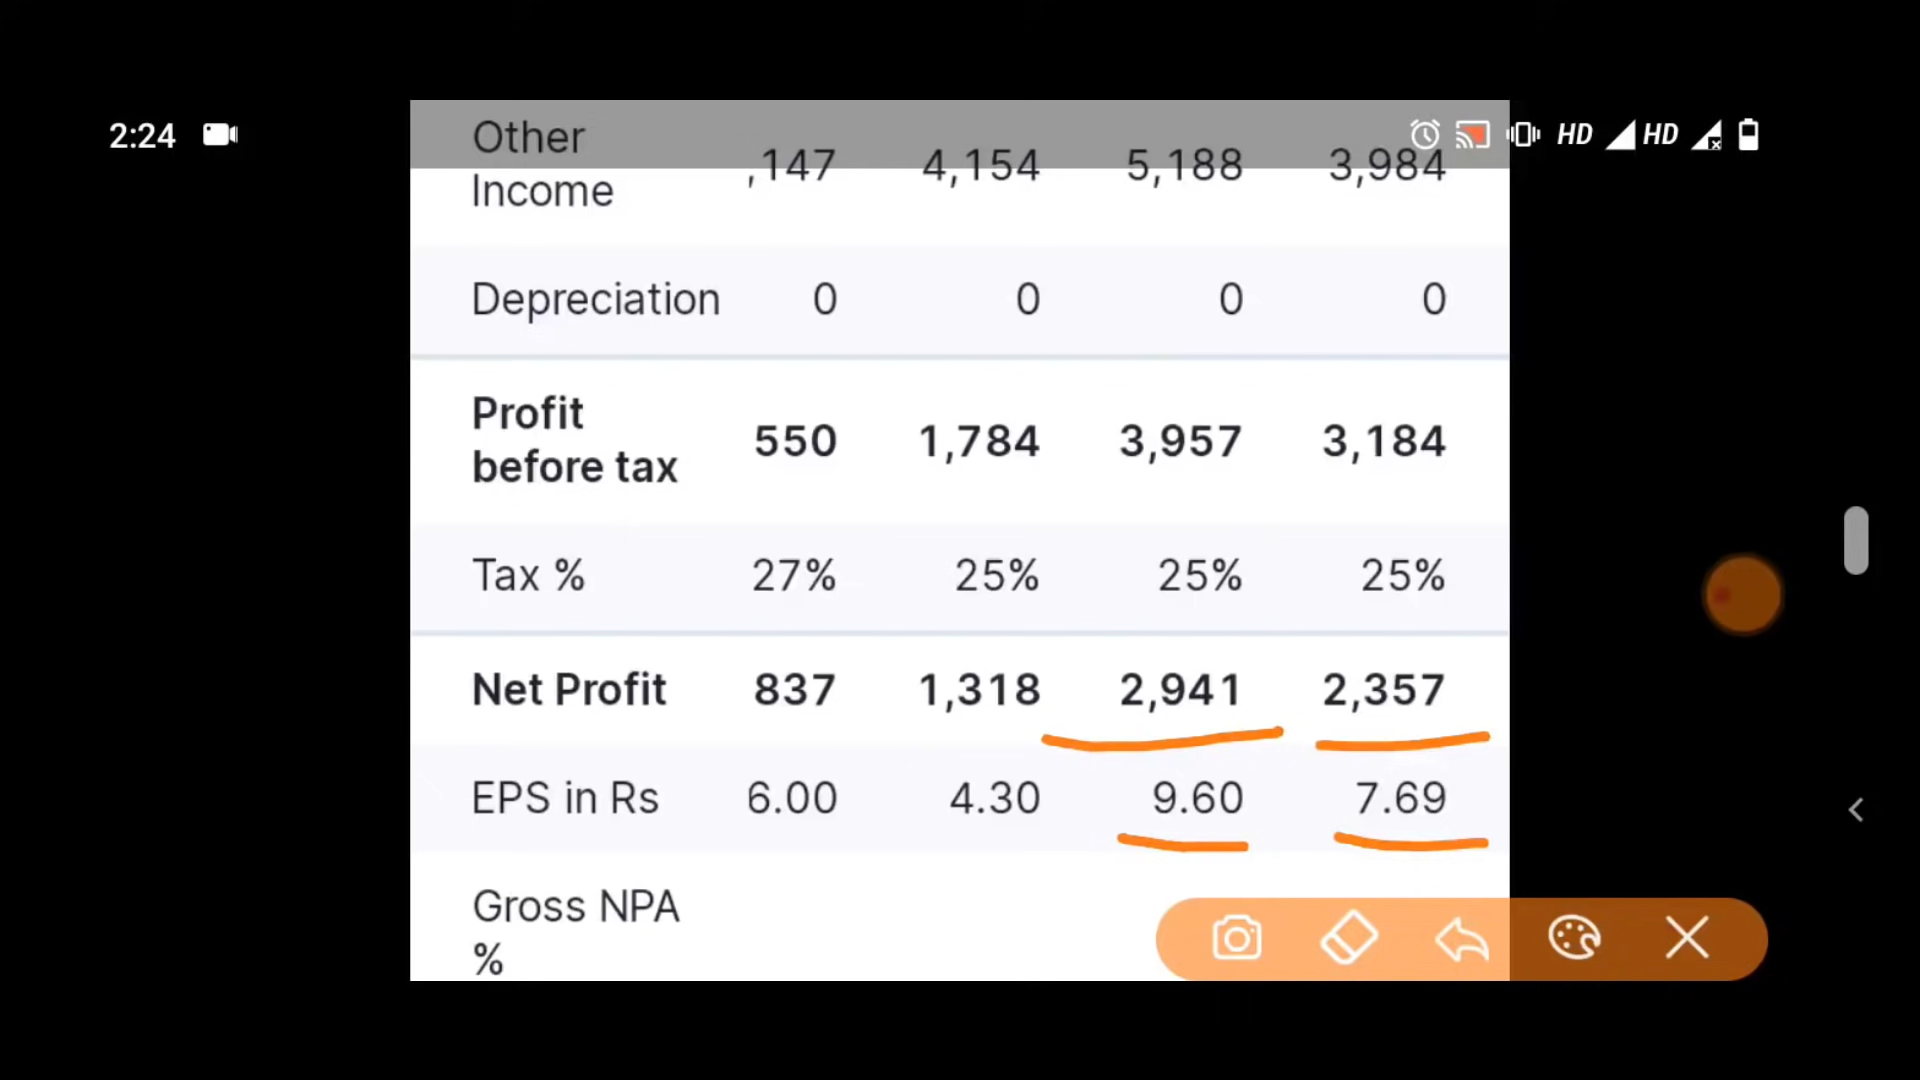 2:24
HD HD
Other
Income ,147 4,154 5,188 3,984
Depreciation 0 0 0 0
Profit
before tax 550 1,784 3,957 3,184
Tax % 27% 25% 25% 25%
Net Profit 837 1,318 2,941 2,357
EPS in Rs 6.00 4.30 9.60 7.69
Gross NPA
%